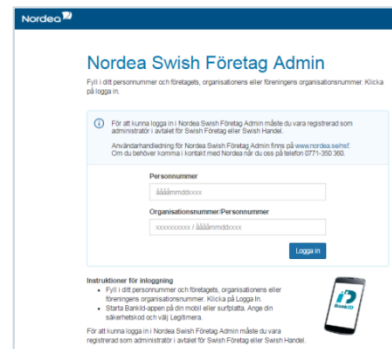 Nordea
Nordea Swish Företag Admin
Fyll i ditt personnummer och företagets, organisationens eller föreningens organisationsnummer. Klicka
på logga in.
För att kunna logga in i Nordea Swish Företag Admin måste du vara registrerad som
administratör i avtalet för Swish Företag eller Swish Handel.
Användarhandledning för Nordea Swish Företag Admin finns på www.nordea.se/nsf.
Om du behöver komma i kontakt med Nordea når du oss på telefon 0771-350 360.
Personnummer
ååååmmddxxxx
Organisationsnummer/Personnummer
xxxxxxxxxx / ååååmmddxxxx
Logga in
Instruktioner för inloggning
Fyll i ditt personnummer och företagets, organisationens eller
föreningens organisationsnummer. Klicka på Logga In.
Starta BankId-appen på din mobil eller surfplatta. Ange din
säkerhetskod och välj Legitimera.
För att kunna logga in i Nordea Swish Företag Admin måste du vara
registrerad som administratör i avtalet för Swish Företag eller Swish Handel.
BankID